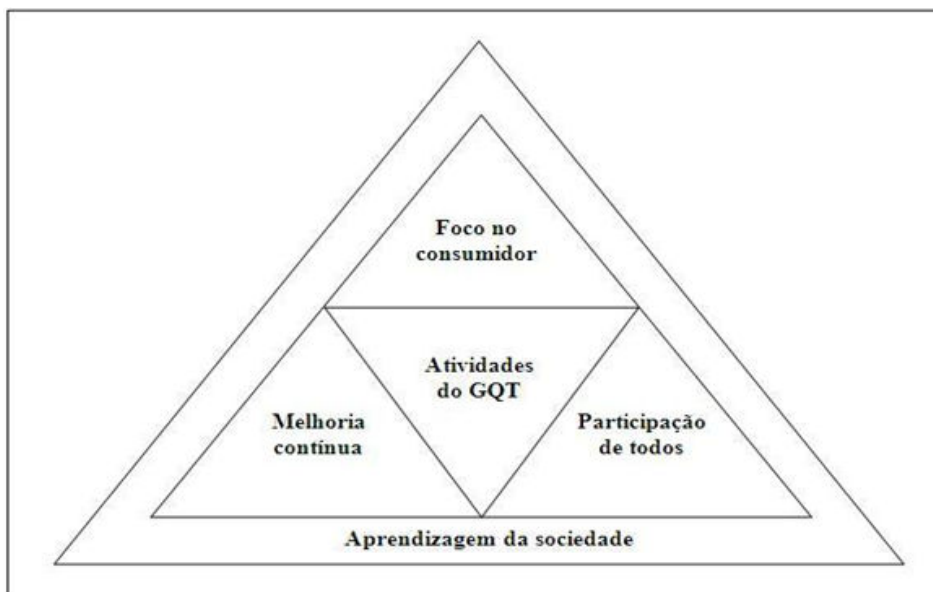 Foco no
consumidor
Atividades
do GQT
Melhoria
contínua
Participação
de todos
Aprendizagem da sociedade